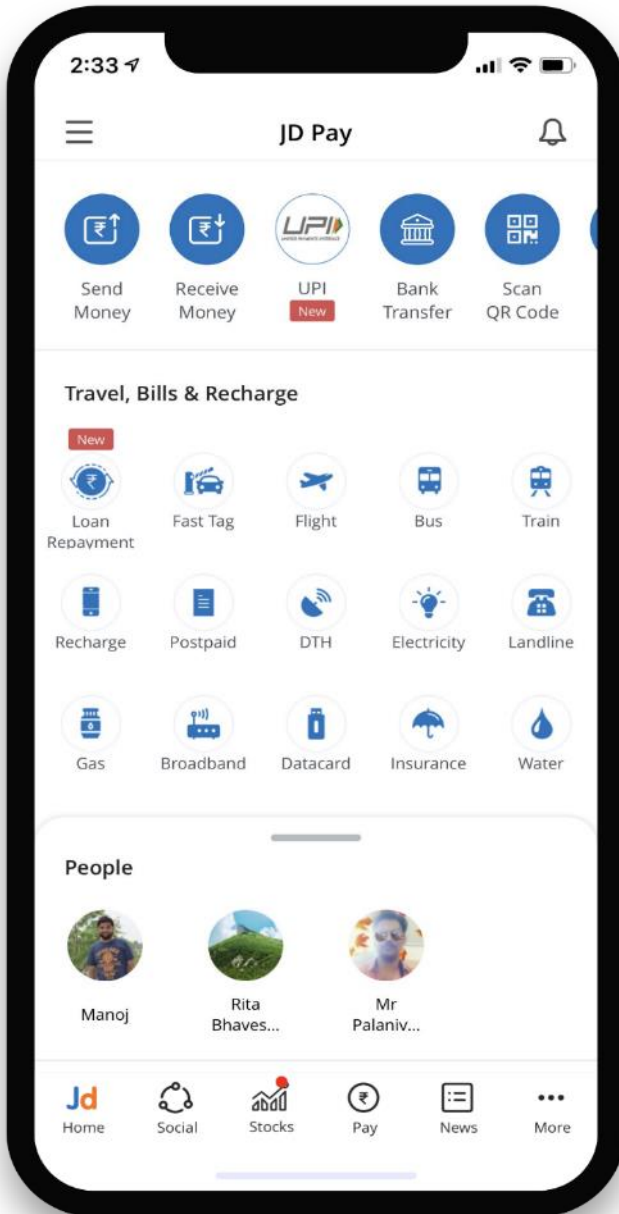 2:33
JD Pay
Send Money
Receive Money
UPI
New
Bank Transfer
Scan QR Code
UPI
Travel, Bills & Recharge
New
Loan Repayment
Fast Tag
Flight
Bus
Train
Recharge
Postpaid
DTH
Electricity
Landline
Gas
Broadband
Datacard
Insurance
Water
People
Manoj
Rita Bhaves...
Mr Palaniv...
Jd
Home
Social
Stocks
Pay
News
More